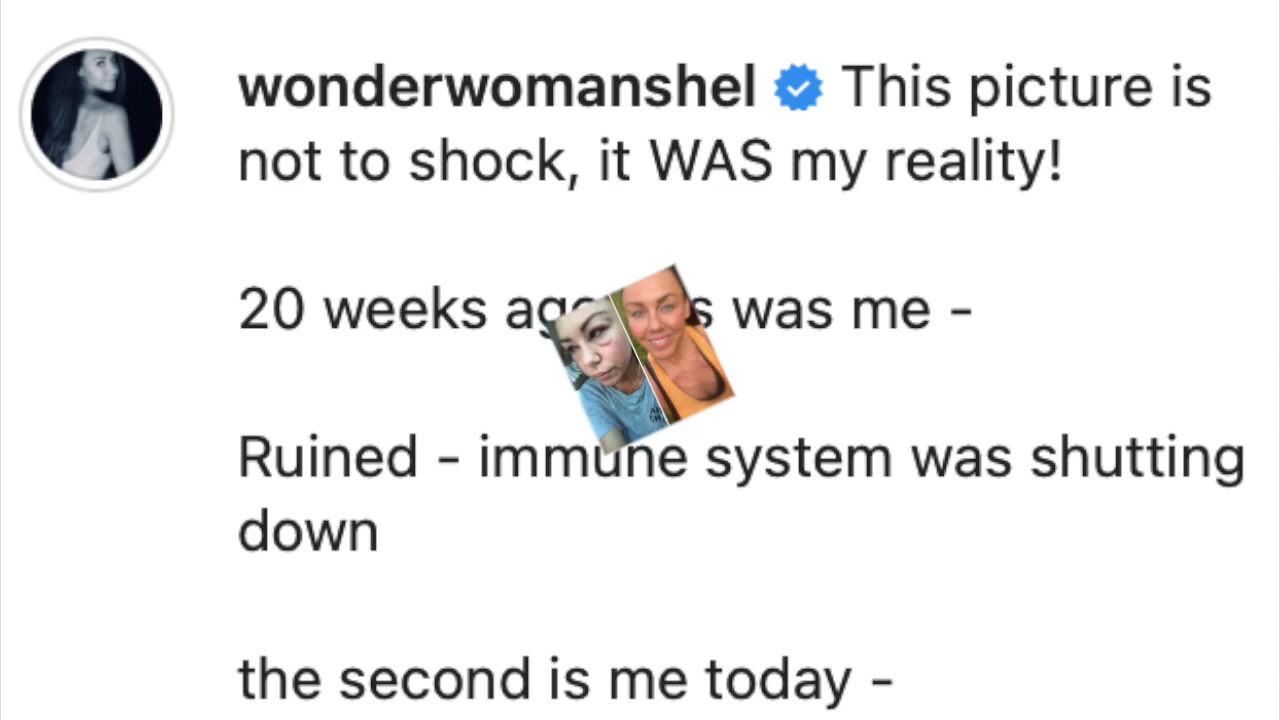 wonderwomanshel This picture is
not to shock, it WAS my reality!
20 weeks was me -
Ruined - immune system was shutting
down
the second is me today -